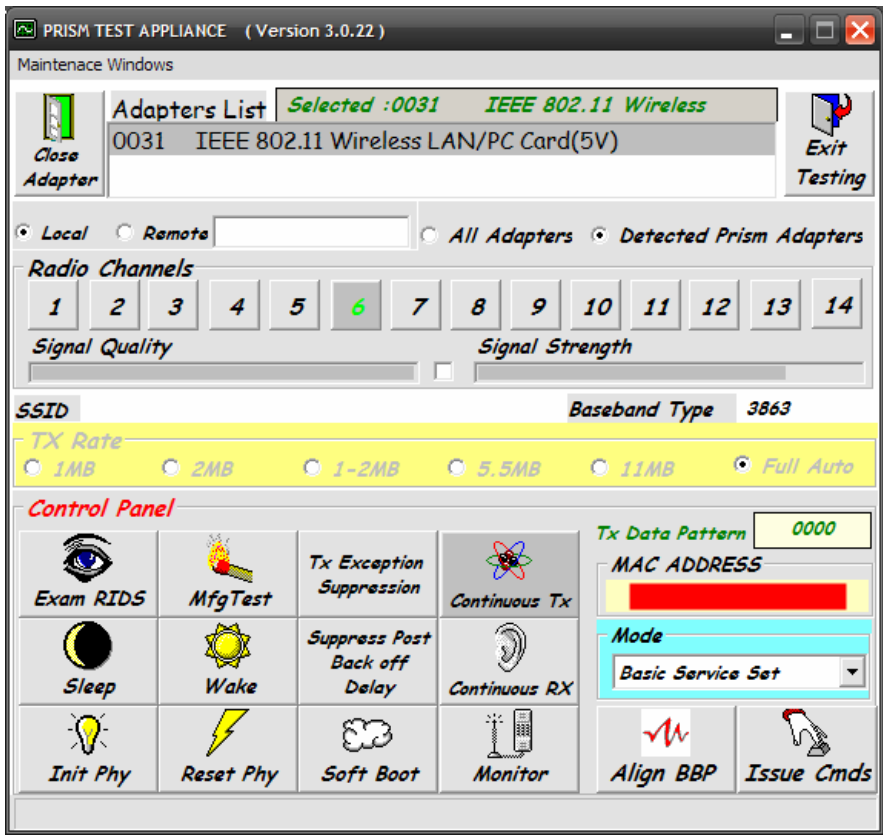 PRISM TEST APPLIANCE ( Version 3.0.22 )
Maintenace Windows
Close Adapter
Adapters List
Selected :0031 IEEE 802.11 Wireless
0031 IEEE 802.11 Wireless LAN/PC Card(5V)
Exit Testing
Local Remote All Adapters Detected Prism Adapters
Radio Channels
1 2 3 4 5 6 7 8 9 10 11 12 13 14
Signal Quality Signal Strength
SSID Baseband Type 3863
TX Rate
1MB 2MB 1-2MB 5.5MB 11MB Full Auto
Control Panel
Tx Data Pattern 0000
Exam RIDS
MfgTest
Tx Exception
Suppression
Continuous Tx
MAC ADDRESS
Sleep
Wake
Suppress Post
Back off
Delay
Continuous RX
Mode
Basic Service Set
Init Phy
Reset Phy
Soft Boot
Monitor
Align BBP
Issue Cmds